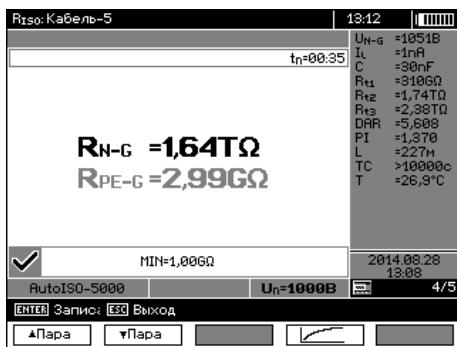 RISO: Кабель-5 13:12
tn=00:35
RN-G =1,64TΩ
RPE-G =2,99GΩ
MIN=1,00GΩ
AutoISO-5000 Un=1000В
UN-G =1051В
IL =1nA
C =30nF
Rt1 =310GΩ
Rt2 =1,74TΩ
Rt3 =2,38TΩ
DAR =5,608
PI =1,370
L =227м
TC >10000с
T =26,9°C
2014.08.28
13:08
4/5
ENTER Запись ESC Выход
▲Пара ▼Пара